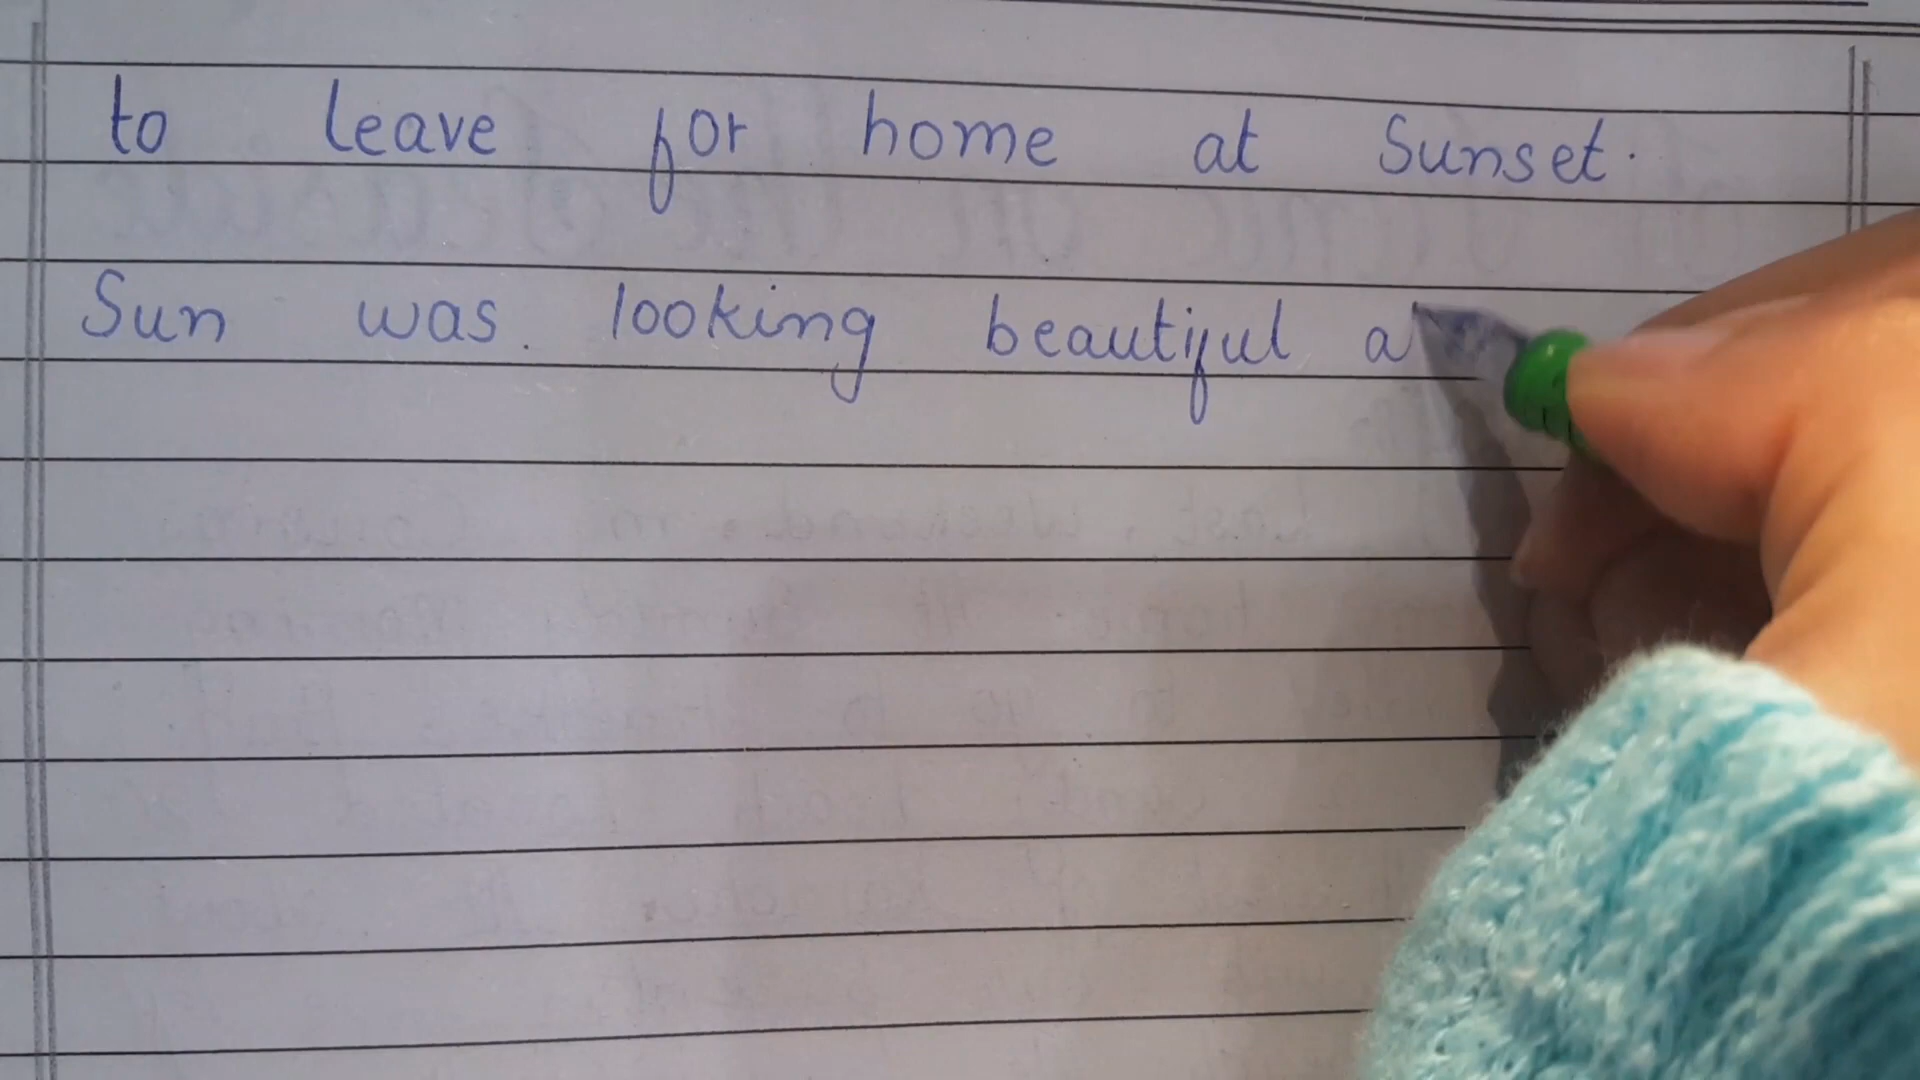 to leave for home at Sunset.
Sun was looking beautiful a